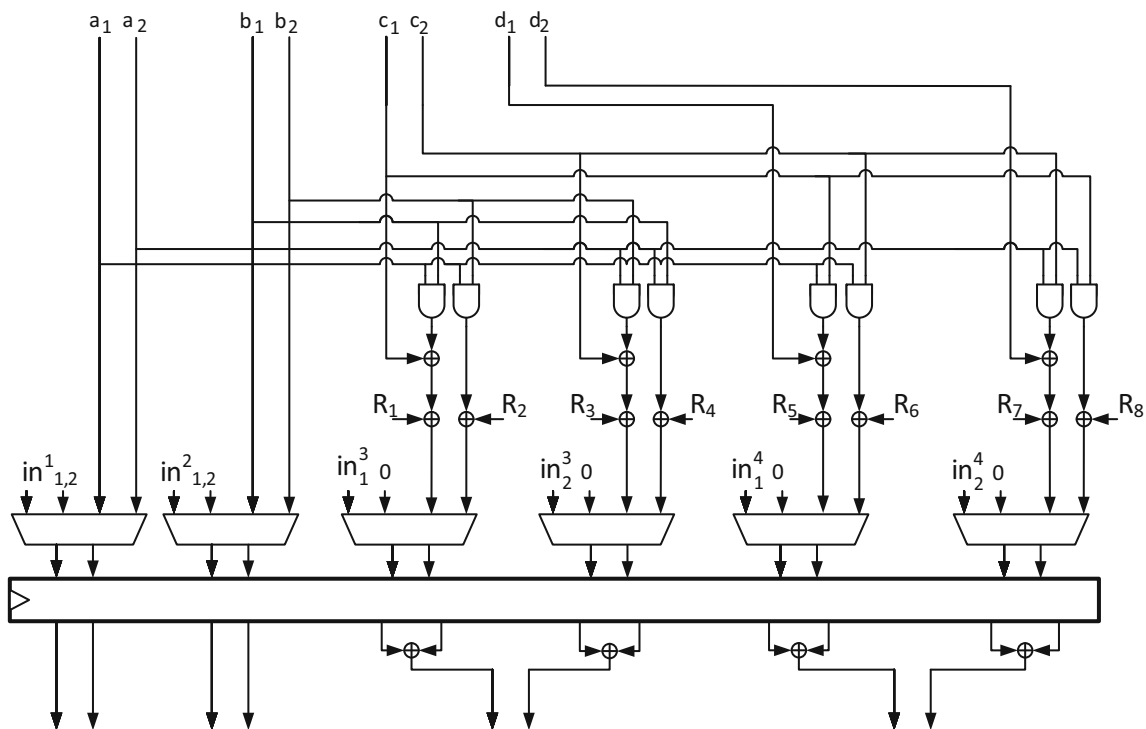 a₁ a₂ b₁ b₂ c₁ c₂ d₁ d₂
R₁ R₂ R₃ R₄ R₅ R₆ R₇ R₈
in¹₁,₂ in²₁,₂ in³₁ 0 in³₂ 0 in⁴₁ 0 in⁴₂ 0